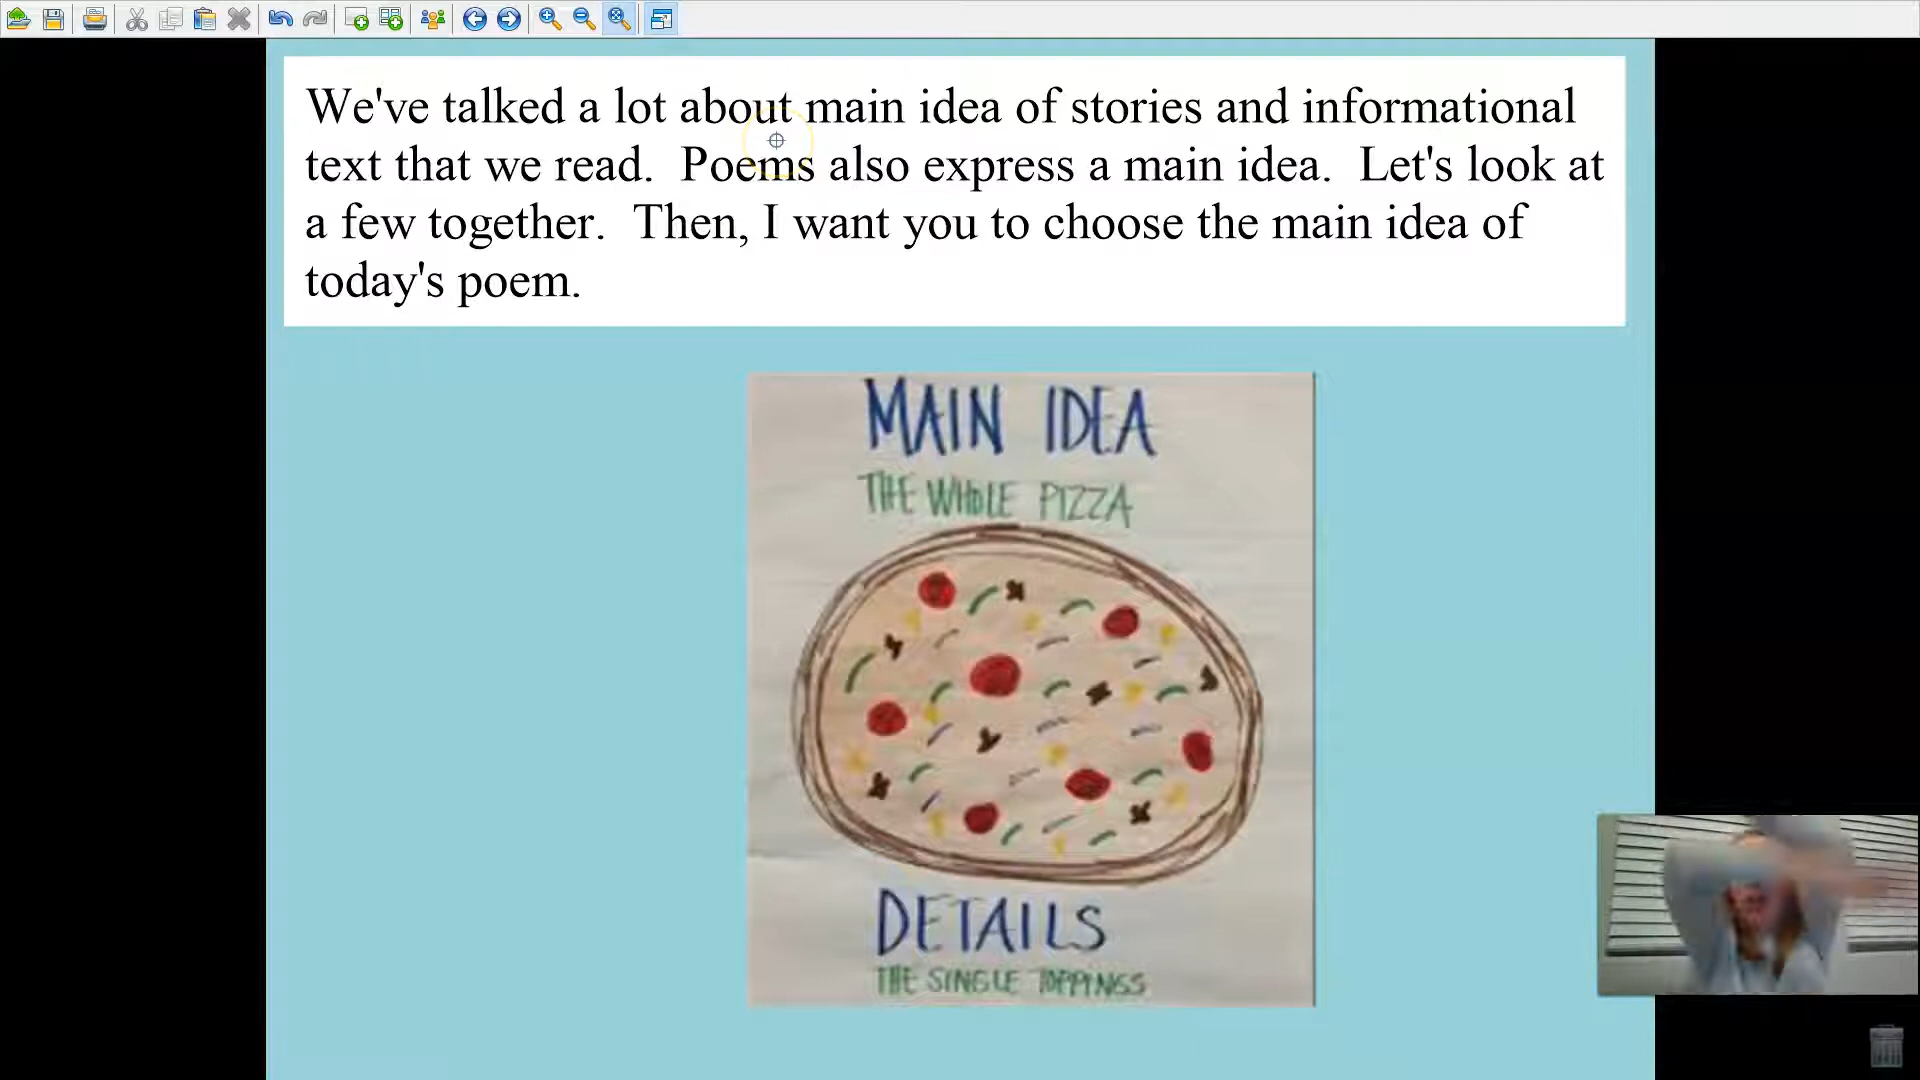 We've talked a lot about main idea of stories and informational
text that we read.  Poems also express a main idea.  Let's look at
a few together.  Then, I want you to choose the main idea of
today's poem.
MAIN IDEA
THE WHOLE PIZZA
DETAILS
THE SINGLE TOPPINGS